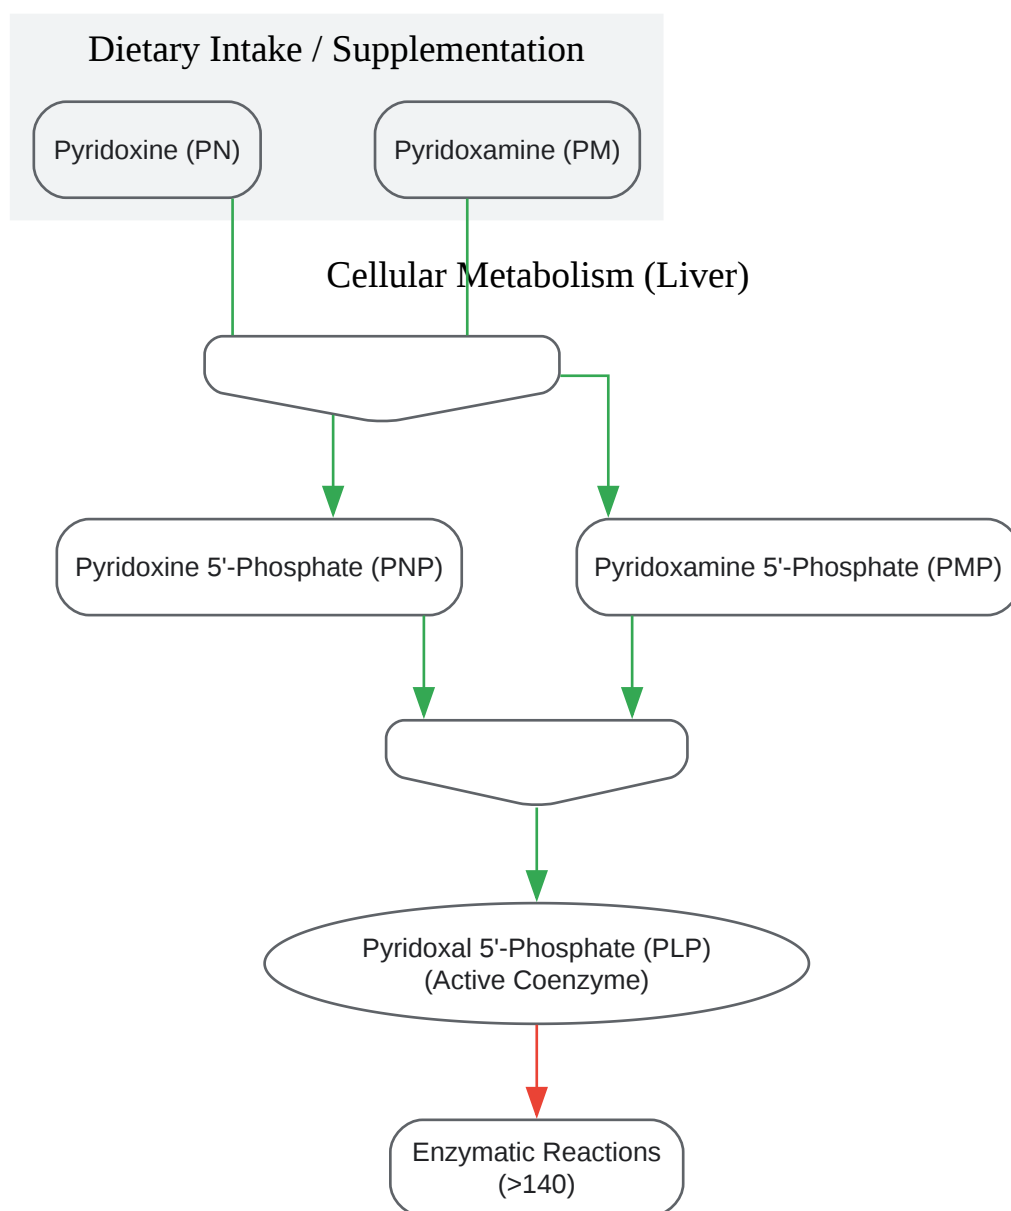 Dietary Intake / Supplementation
Pyridoxine (PN)
Pyridoxamine (PM)
Cellular Metabolism (Liver)
Pyridoxine 5'-Phosphate (PNP)
Pyridoxamine 5'-Phosphate (PMP)
Pyridoxal 5'-Phosphate (PLP)
(Active Coenzyme)
Enzymatic Reactions
(>140)